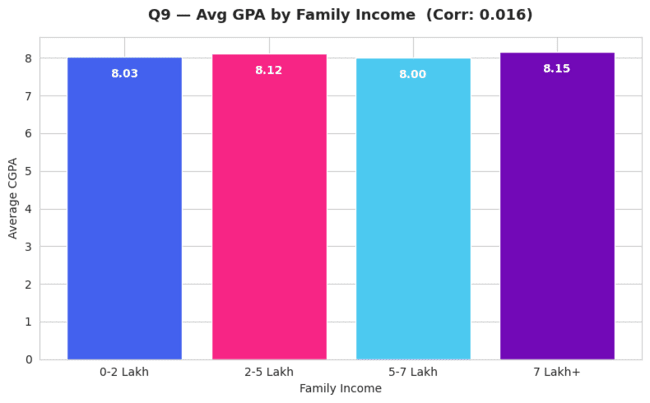 Q9 — Avg GPA by Family Income (Corr: 0.016)
Average CGPA
8
7
6
5
4
3
2
1
0
8.03
8.12
8.00
8.15
0-2 Lakh
2-5 Lakh
5-7 Lakh
7 Lakh+
Family Income